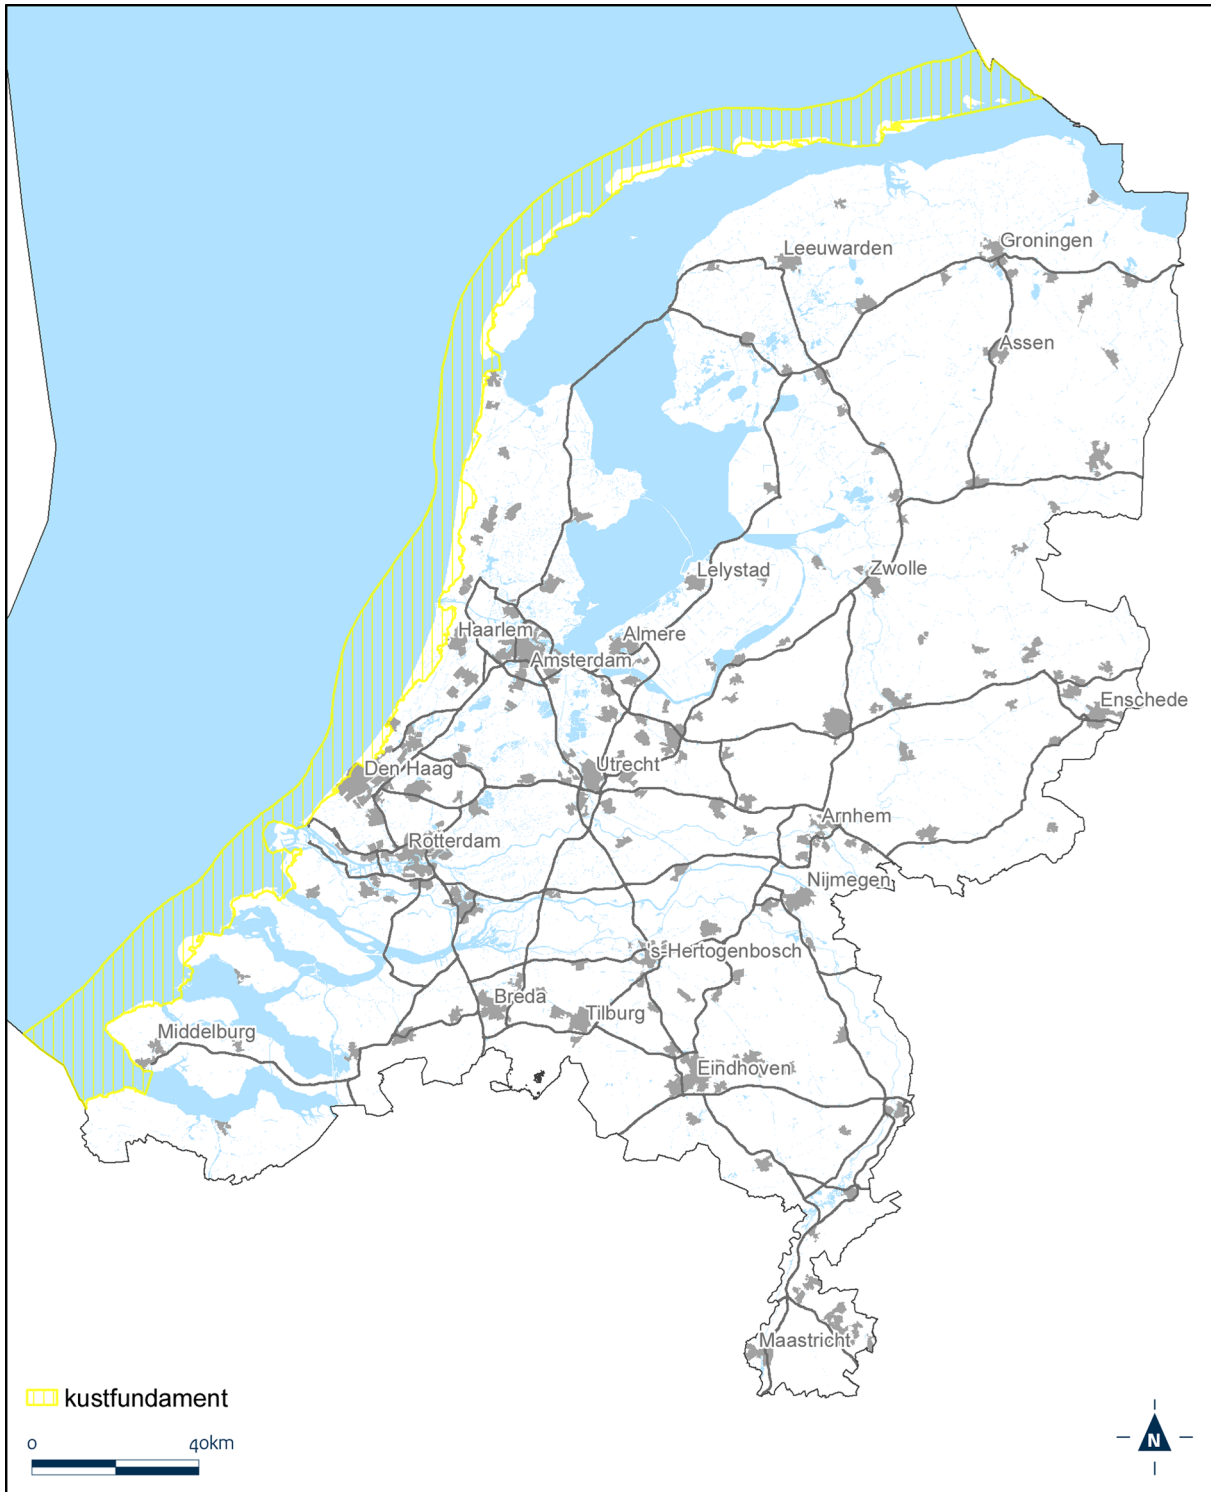 Groningen
Leeuwarden
Assen
Zwolle
Lelystad
Haarlem
Almere
Amsterdam
Enschede
Utrecht
Den Haag
Arnhem
Rotterdam
Nijmegen
's-Hertogenbosch
Breda
Tilburg
Middelburg
Eindhoven
Maastricht
kustfundament
0 40km
N